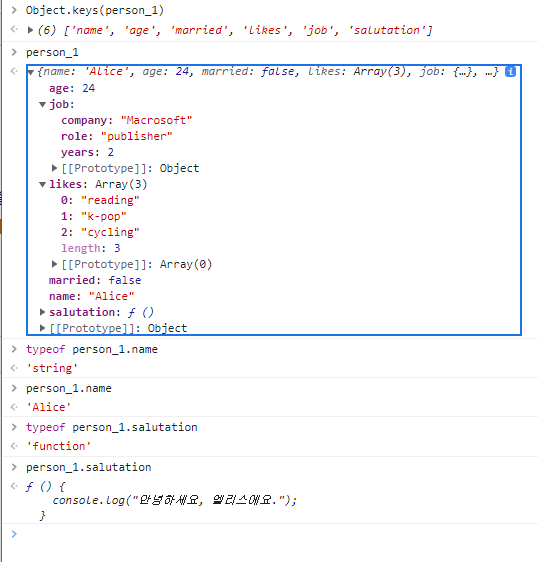 Object.keys(person_1)
(6) ['name', 'age', 'married', 'likes', 'job', 'salutation']
person_1
{name: 'Alice', age: 24, married: false, likes: Array(3), job: {…}, …}
age: 24
job:
company: "Macrosoft"
role: "publisher"
years: 2
[[Prototype]]: Object
likes: Array(3)
0: "reading"
1: "k-pop"
2: "cycling"
length: 3
[[Prototype]]: Array(0)
married: false
name: "Alice"
salutation: ƒ ()
[[Prototype]]: Object
typeof person_1.name
'string'
person_1.name
'Alice'
typeof person_1.salutation
'function'
person_1.salutation
ƒ () {
console.log("안녕하세요, 엘리스에요.");
}